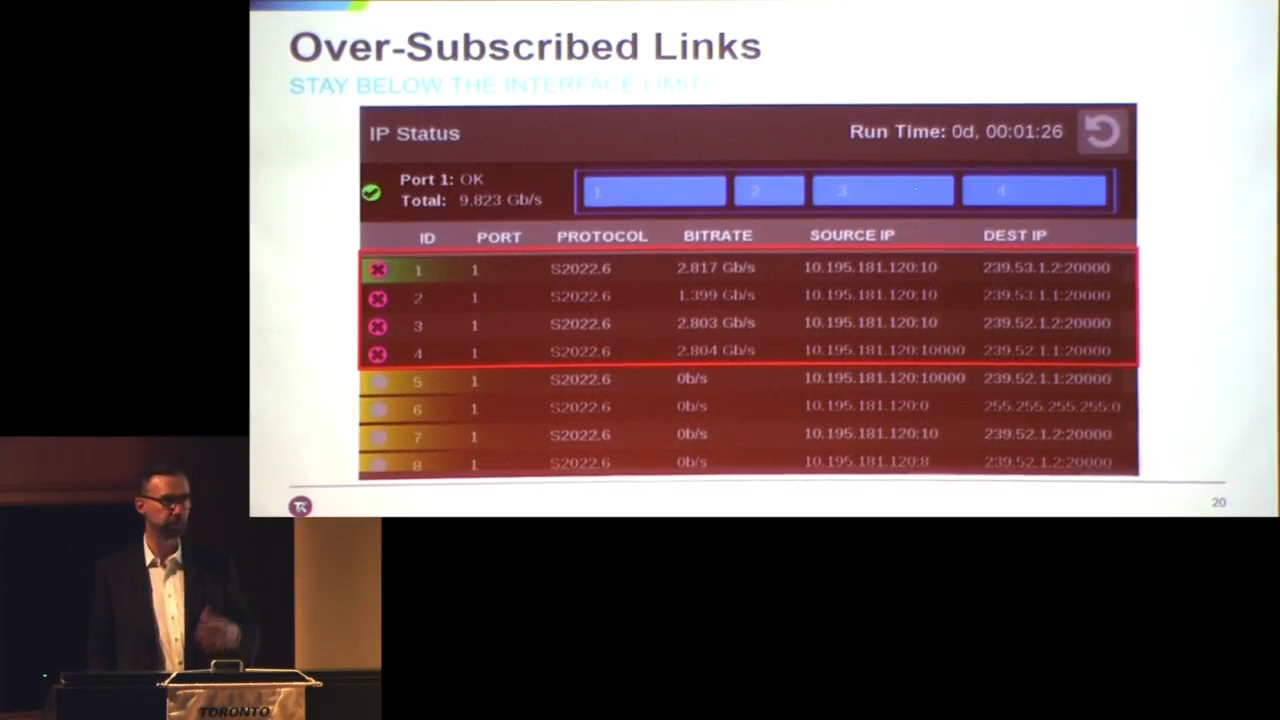 Over-Subscribed Links
STAY BELOW THE INTERFACE LIMIT!
IP Status
Run Time: 0d, 00:01:26
Port 1: OK
Total: 9.823 Gb/s
1 2 3 4
ID PORT PROTOCOL BITRATE SOURCE IP DEST IP
1 1 S2022.6 2.817 Gb/s 10.195.181.120:10 239.53.1.2:20000
2 1 S2022.6 1.399 Gb/s 10.195.181.120:10 239.53.1.1:20000
3 1 S2022.6 2.803 Gb/s 10.195.181.120:10 239.52.1.2:20000
4 1 S2022.6 2.804 Gb/s 10.195.181.120:10000 239.52.1.1:20000
5 1 S2022.6 0b/s 10.195.181.120:10000 239.52.1.1:20000
6 1 S2022.6 0b/s 10.195.181.120:0 255.255.255.255:0
7 1 S2022.6 0b/s 10.195.181.120:10 239.52.1.2:20000
8 1 S2022.6 0b/s 10.195.181.120:8 239.52.1.2:20000
20
TORONTO